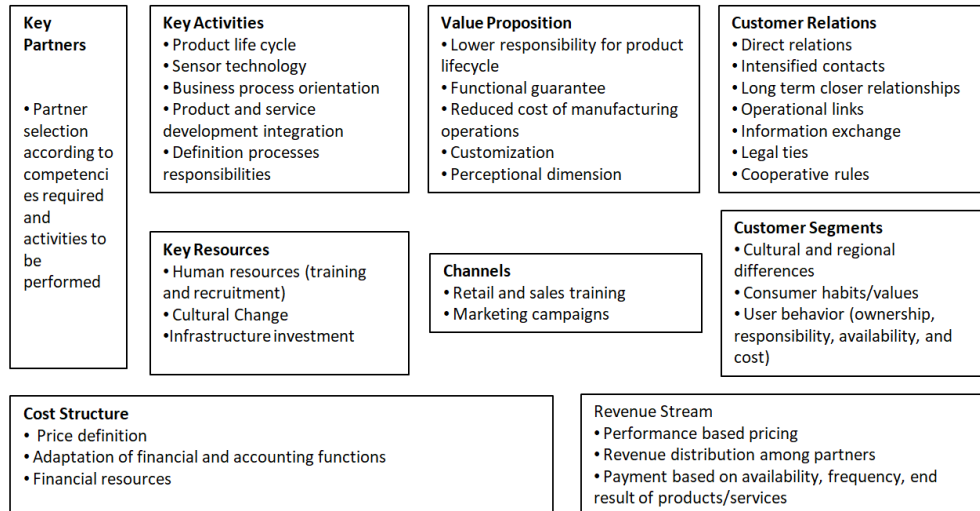 Key
Partners
• Partner
selection
according to
competenci
es required
and
activities to
be
performed
Key Activities
• Product life cycle
• Sensor technology
• Business process orientation
• Product and service
development integration
• Definition processes
responsibilities
Key Resources
• Human resources (training
and recruitment)
• Cultural Change
•Infrastructure investment
Value Proposition
• Lower responsibility for product
lifecycle
• Functional guarantee
• Reduced cost of manufacturing
operations
• Customization
• Perceptional dimension
Channels
• Retail and sales training
• Marketing campaigns
Customer Relations
• Direct relations
• Intensified contacts
• Long term closer relationships
• Operational links
• Information exchange
• Legal ties
• Cooperative rules
Customer Segments
• Cultural and regional
differences
• Consumer habits/values
• User behavior (ownership,
responsibility, availability, and
cost)
Cost Structure
• Price definition
• Adaptation of financial and accounting functions
• Financial resources
Revenue Stream
• Performance based pricing
• Revenue distribution among partners
• Payment based on availability, frequency, end
result of products/services